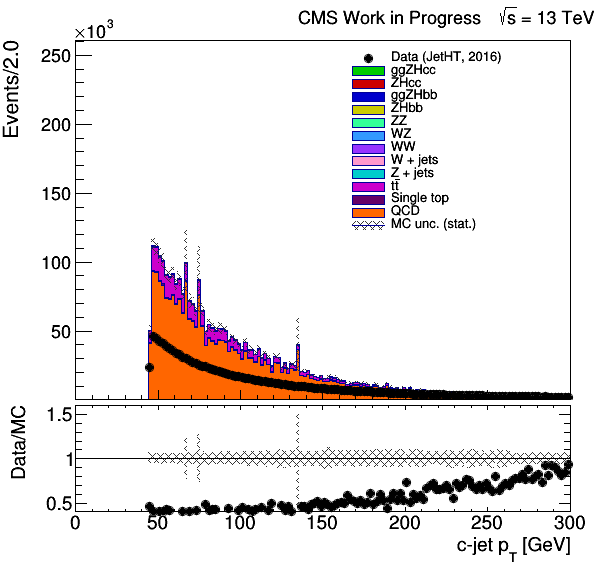 CMS Work in Progress √s = 13 TeV
×10³
Events/2.0
250
200
150
100
50
Data (JetHT, 2016)
ggZHcc
ZHcc
ggZHbb
ZHbb
ZZ
WZ
WW
W + jets
Z + jets
tt̄
Single top
QCD
MC unc. (stat.)
Data/MC
1.5
1
0.5
0 50 100 150 200 250 300
c-jet p_T [GeV]